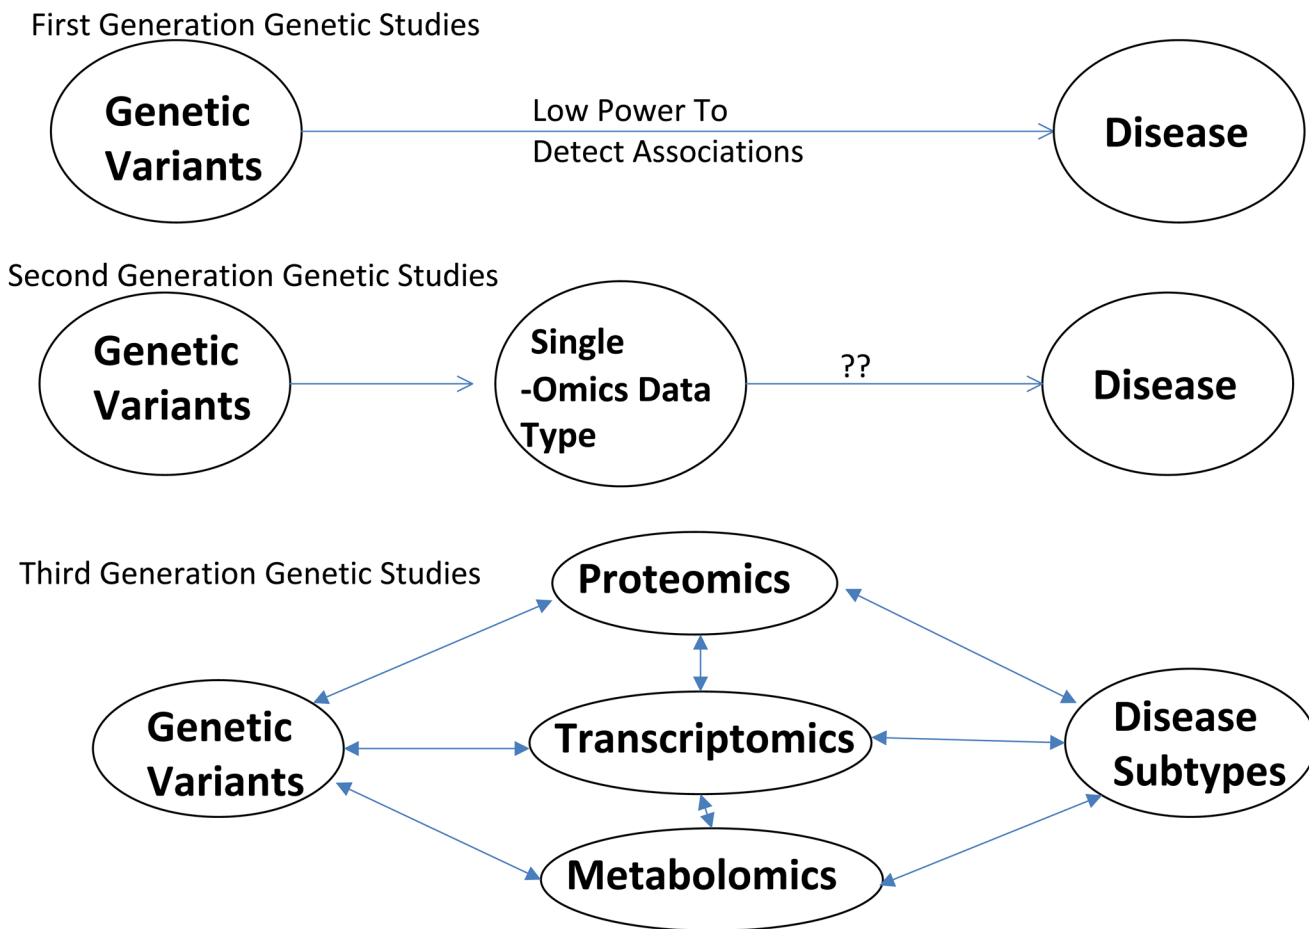 First Generation Genetic Studies
Genetic
Variants
Low Power To
Detect Associations
Disease
Second Generation Genetic Studies
Genetic
Variants
Single
-Omics Data
Type
??
Disease
Third Generation Genetic Studies
Proteomics
Genetic
Variants
Transcriptomics
Disease
Subtypes
Metabolomics